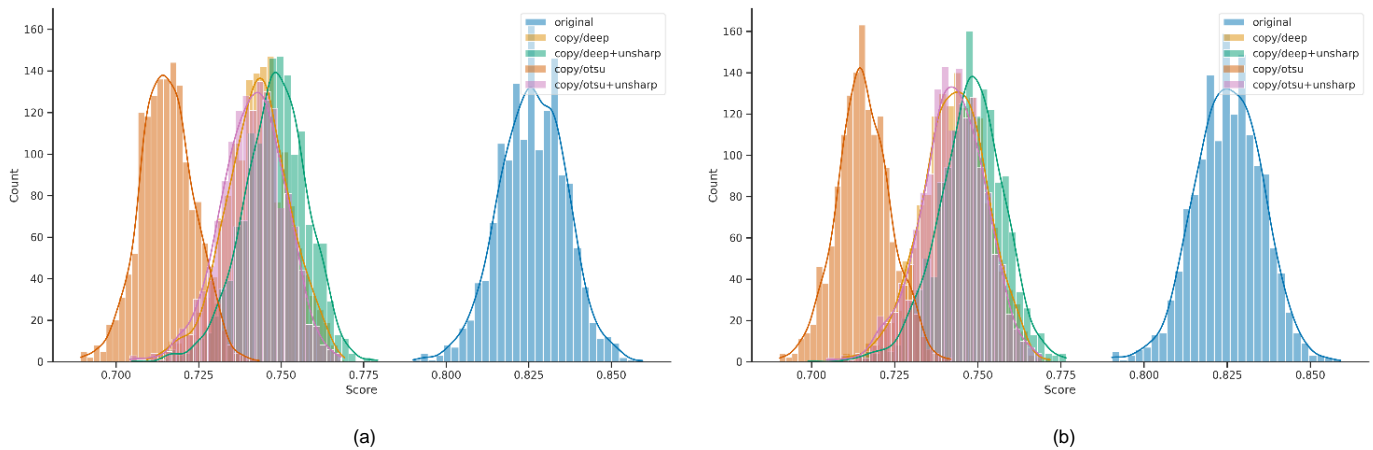 160
140
120
100
80
60
40
20
0
Count
0.700
0.725
0.750
0.775
0.800
0.825
0.850
Score
original
copy/deep
copy/deep+unsharp
copy/otsu
copy/otsu+unsharp
(a)
160
140
120
100
80
60
40
20
0
Count
0.700
0.725
0.750
0.775
0.800
0.825
0.850
Score
original
copy/deep
copy/deep+unsharp
copy/otsu
copy/otsu+unsharp
(b)